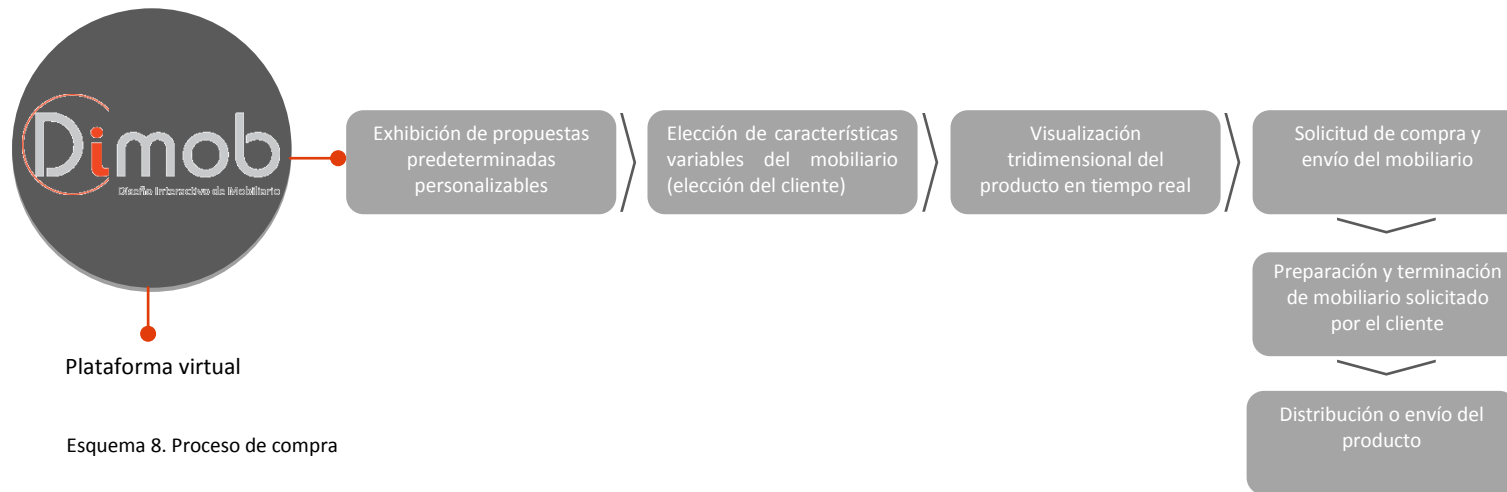 Dimob
Diseño Interactivo de Mobiliario
Exhibición de propuestas
predeterminadas
personalizables
Elección de características
variables del mobiliario
(elección del cliente)
Visualización
tridimensional del
producto en tiempo real
Solicitud de compra y
envío del mobiliario
Preparación y terminación
de mobiliario solicitado
por el cliente
Distribución o envío del
producto
Plataforma virtual
Esquema 8. Proceso de compra